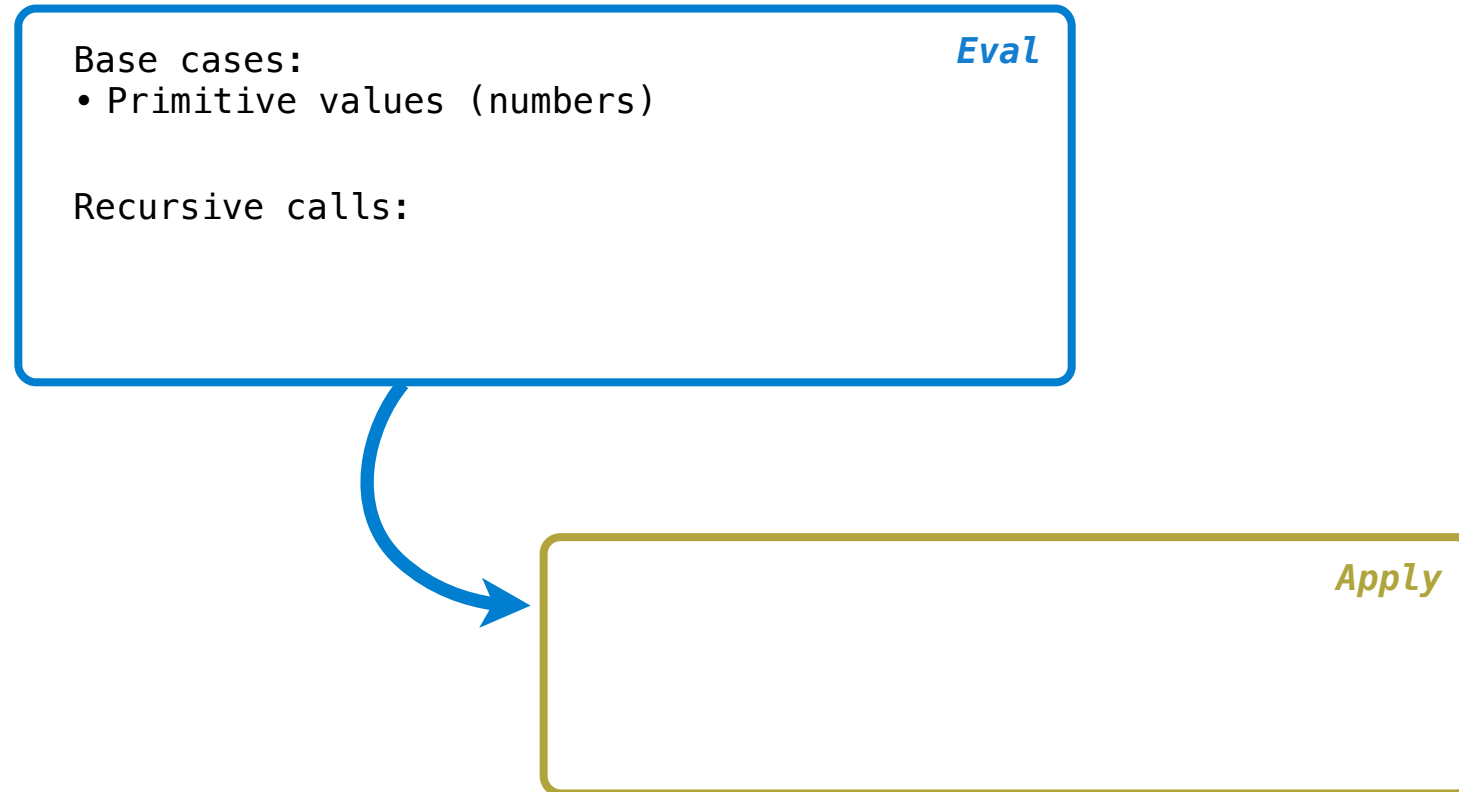 Eval
Base cases:
• Primitive values (numbers)
Recursive calls:
Apply